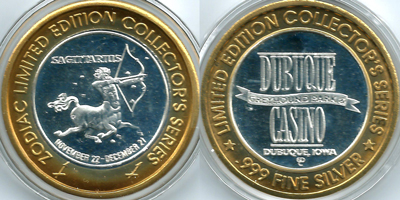 ZODIAC LIMITED EDITION COLLECTOR'S SERIES
SAGITTARIUS
NOVEMBER 22 - DECEMBER 21
LIMITED EDITION COLLECTOR'S SERIES
DUBUQUE
GREYHOUND PARK &
CASINO
DUBUQUE, IOWA
.999 FINE SILVER